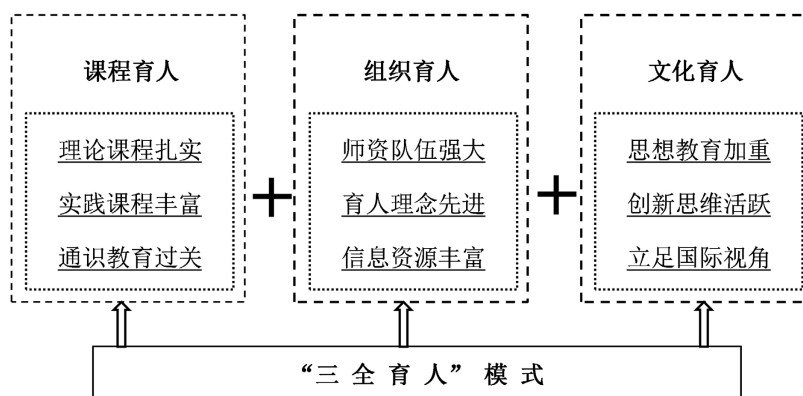 课程育人
理论课程扎实
实践课程丰富
通识教育过关
组织育人
师资队伍强大
育人理念先进
信息资源丰富
文化育人
思想教育加重
创新思维活跃
立足国际视角
“三全育人”模式